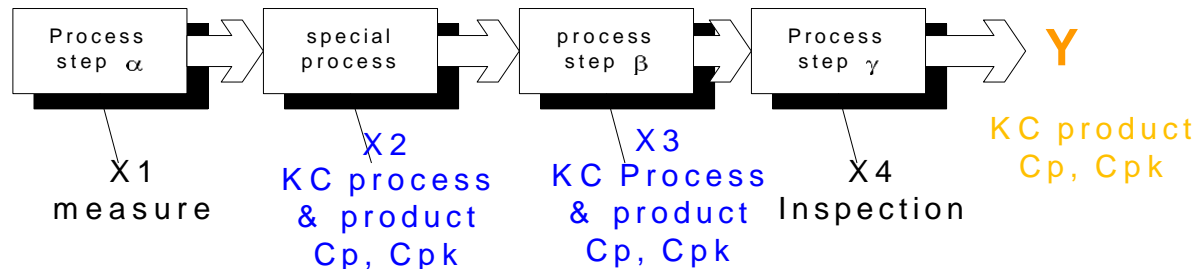 Process
step α
special
process
process
step β
Process
step γ
Y
X1
measure
X2
KC process
& product
Cp, Cpk
X3
KC Process
& product
Cp, Cpk
X4
Inspection
KC product
Cp, Cpk